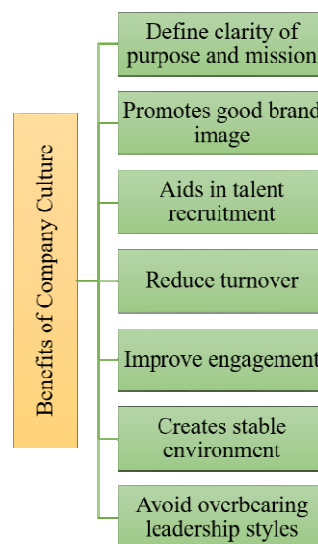 Benefits of Company Culture
Define clarity of
purpose and mission
Promotes good brand
image
Aids in talent
recruitment
Reduce turnover
Improve engagement
Creates stable
environment
Avoid overbearing
leadership styles